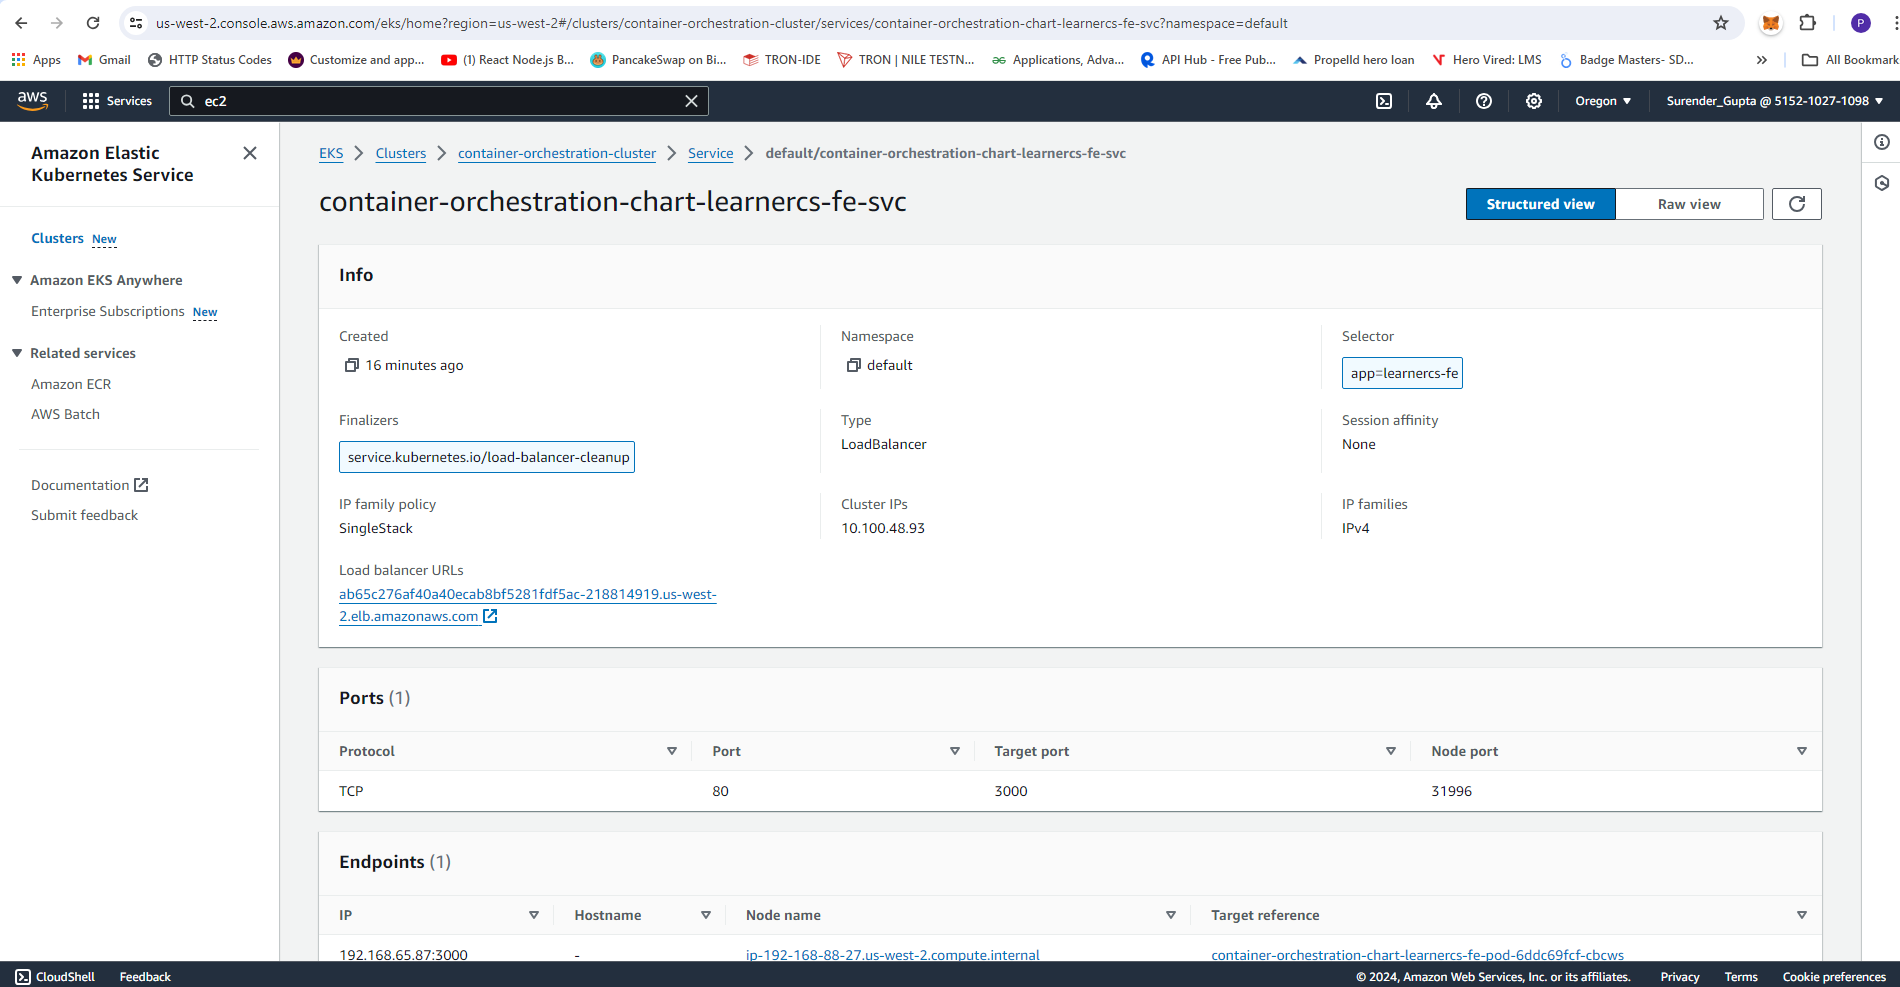 us-west-2.console.aws.amazon.com/eks/home?region=us-west-2#/clusters/container-orchestration-cluster/services/container-orchestration-chart-learnercs-fe-svc?namespace=default
P
Apps Gmail HTTP Status Codes Customize and app... (1) React Node.js B... PancakeSwap on Bi... TRON-IDE TRON | NILE TESTN... Applications, Adva... API Hub - Free Pub... Propelld hero loan Hero Vired: LMS Badge Masters- SD... » All Bookmark
aws Services ec2 Oregon Surender_Gupta @ 5152-1027-1098
Amazon Elastic
Kubernetes Service
Clusters New
Amazon EKS Anywhere
Enterprise Subscriptions New
Related services
Amazon ECR
AWS Batch
Documentation
Submit feedback
EKS Clusters container-orchestration-cluster Service default/container-orchestration-chart-learnercs-fe-svc
container-orchestration-chart-learnercs-fe-svc
Structured view Raw view
Info
Created Namespace Selector
16 minutes ago default app=learnercs-fe
Finalizers Type Session affinity
service.kubernetes.io/load-balancer-cleanup LoadBalancer None
IP family policy Cluster IPs IP families
SingleStack 10.100.48.93 IPv4
Load balancer URLs
ab65c276af40a40ecab8bf5281fdf5ac-218814919.us-west-
2.elb.amazonaws.com
Ports (1)
Protocol Port Target port Node port
TCP 80 3000 31996
Endpoints (1)
IP Hostname Node name Target reference
192.168.65.87:3000 - ip-192-168-88-27.us-west-2.compute.internal container-orchestration-chart-learnercs-fe-pod-6ddc69fcf-cbcws
CloudShell Feedback © 2024, Amazon Web Services, Inc. or its affiliates. Privacy Terms Cookie preferences